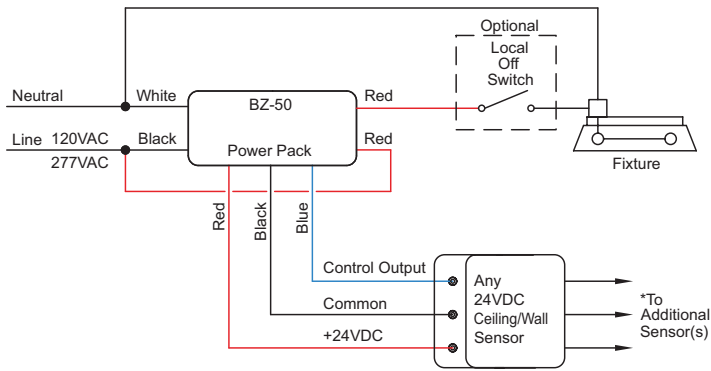 Optional
Local
Off
Switch
Neutral
White
BZ-50
Red
Line 120VAC
277VAC
Black
Power Pack
Red
Fixture
Red
Black
Blue
Control Output
Common
+24VDC
Any
24VDC
Ceiling/Wall
Sensor
*To
Additional
Sensor(s)